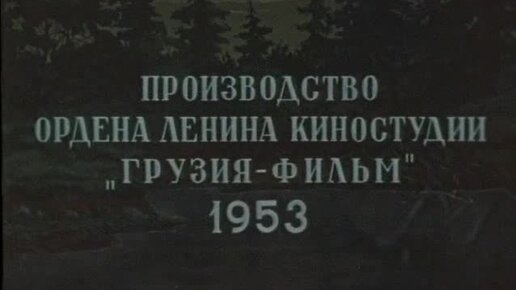 ПРОИЗВОДСТВО
ОРДЕНА ЛЕНИНА КИНОСТУДИИ
„ГРУЗИЯ-ФИЛЬМ"
1953